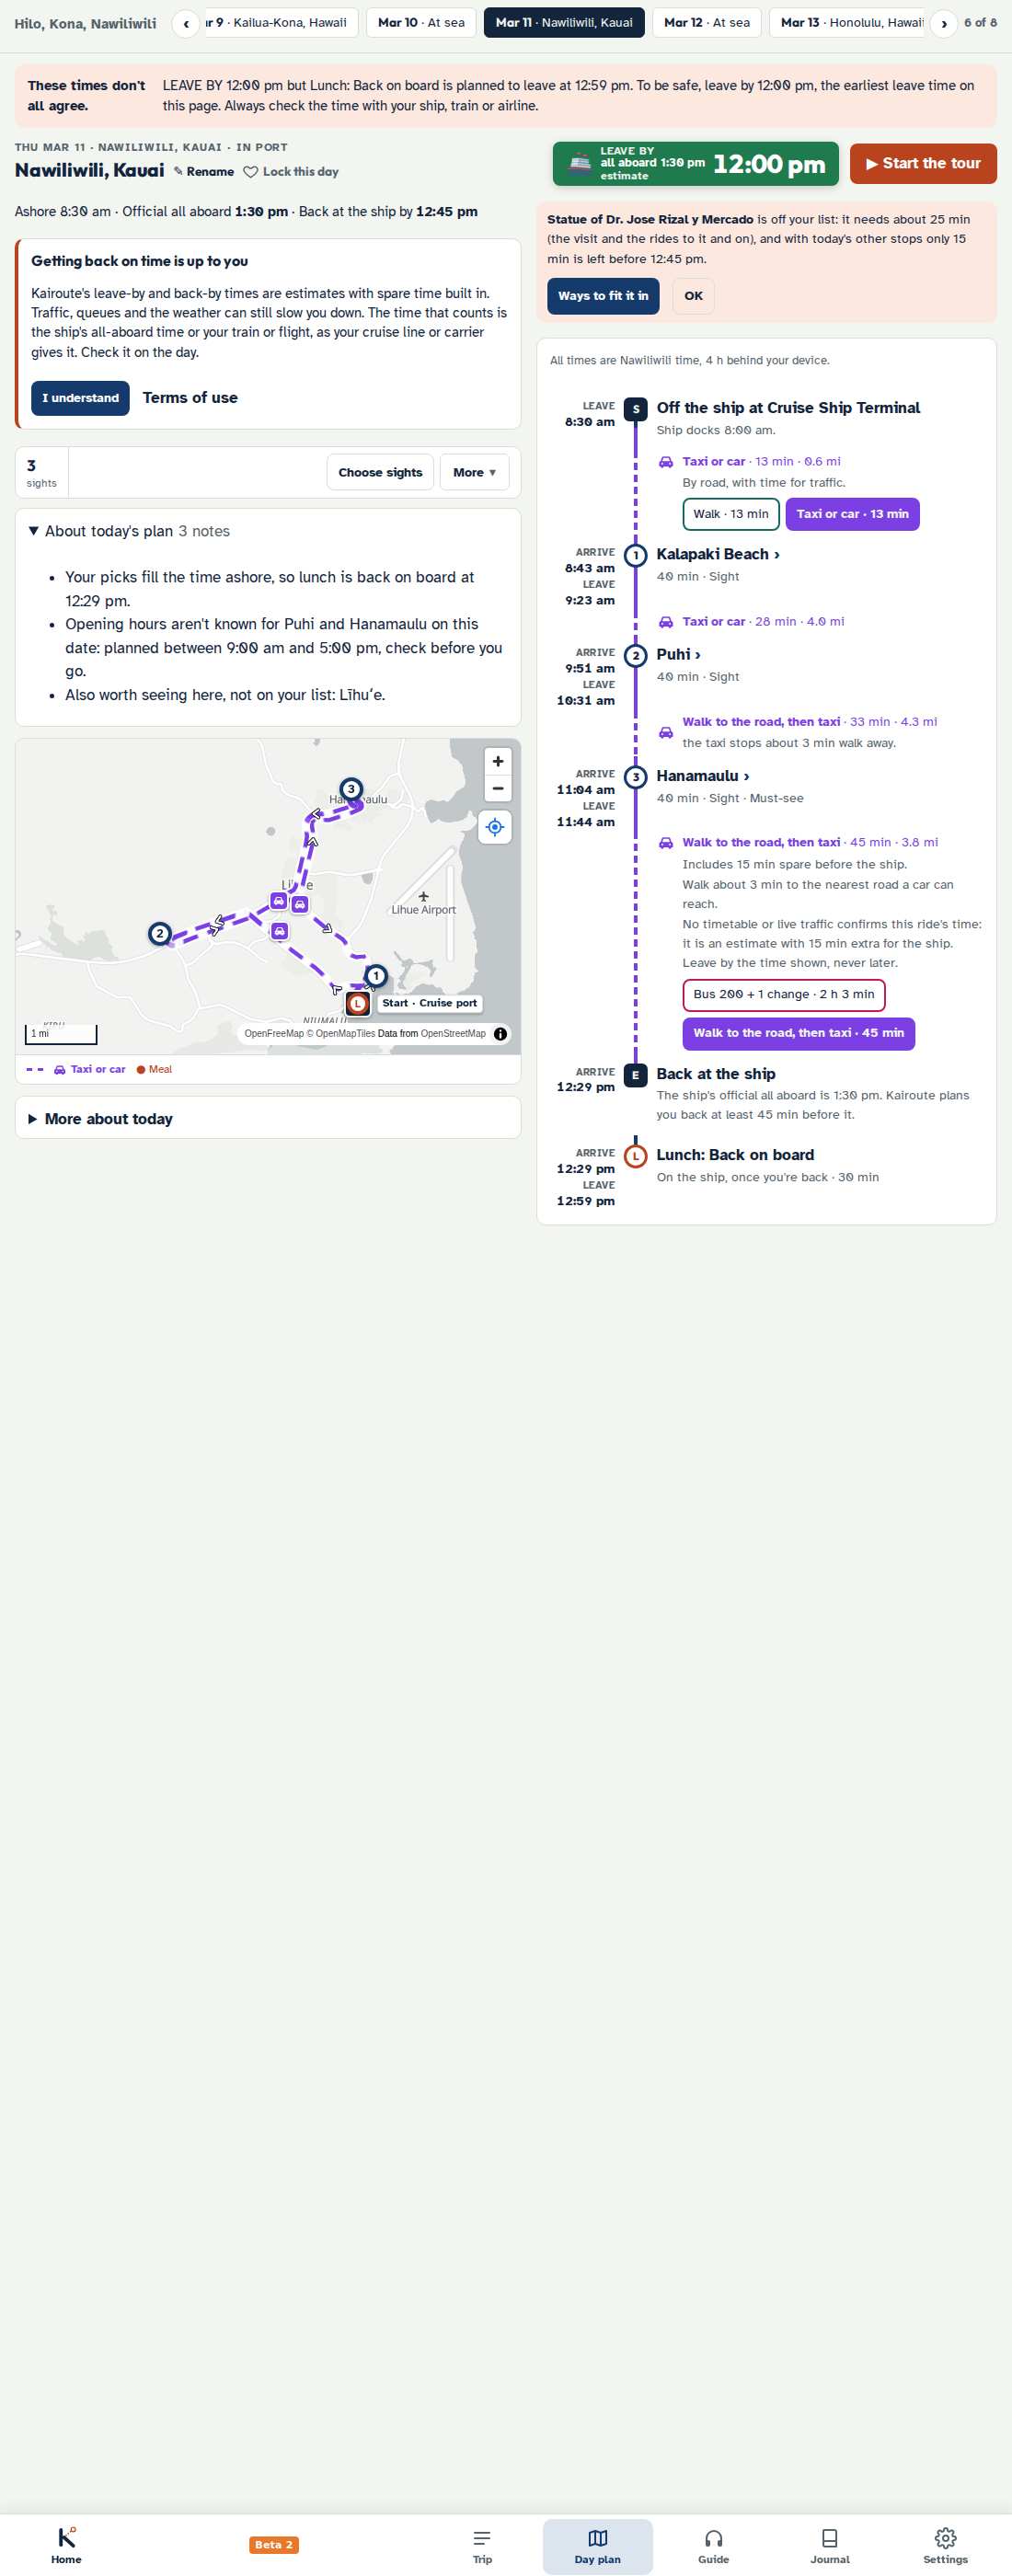 Hilo, Kona, Nawiliwili
‹
ar 9 · Kailua-Kona, Hawaii
Mar 10 · At sea
Mar 11 · Nawiliwili, Kauai
Mar 12 · At sea
Mar 13 · Honolulu, Hawaii
›
6 of 8
These times don't all agree.
LEAVE BY 12:00 pm but Lunch: Back on board is planned to leave at 12:59 pm. To be safe, leave by 12:00 pm, the earliest leave time on
this page. Always check the time with your ship, train or airline.
THU MAR 11 · NAWILIWILI, KAUAI · IN PORT
Nawiliwili, Kauai
✎ Rename
Lock this day
LEAVE BY
all aboard 1:30 pm
estimate
12:00 pm
▶ Start the tour
Ashore 8:30 am · Official all aboard 1:30 pm · Back at the ship by 12:45 pm
Getting back on time is up to you
Kairoute's leave-by and back-by times are estimates with spare time built in.
Traffic, queues and the weather can still slow you down. The time that counts is
the ship's all-aboard time or your train or flight, as your cruise line or carrier
gives it. Check it on the day.
I understand
Terms of use
3
sights
Choose sights
More ▼
▼ About today's plan 3 notes
• Your picks fill the time ashore, so lunch is back on board at
12:29 pm.
• Opening hours aren't known for Puhi and Hanamaulu on this
date: planned between 9:00 am and 5:00 pm, check before you
go.
• Also worth seeing here, not on your list: Līhuʻe.
3
2
1
L
Lihue Airport
Start · Cruise port
NIUMALU
1 mi
OpenFreeMap © OpenMapTiles Data from OpenStreetMap
Taxi or car
Meal
▶ More about today
Statue of Dr. Jose Rizal y Mercado is off your list: it needs about 25 min
(the visit and the rides to it and on), and with today's other stops only 15
min is left before 12:45 pm.
Ways to fit it in
OK
All times are Nawiliwili time, 4 h behind your device.
LEAVE
8:30 am
S
Off the ship at Cruise Ship Terminal
Ship docks 8:00 am.
Taxi or car · 13 min · 0.6 mi
By road, with time for traffic.
Walk · 13 min
Taxi or car · 13 min
ARRIVE
8:43 am
LEAVE
9:23 am
1
Kalapaki Beach ›
40 min · Sight
Taxi or car · 28 min · 4.0 mi
ARRIVE
9:51 am
LEAVE
10:31 am
2
Puhi ›
40 min · Sight
Walk to the road, then taxi · 33 min · 4.3 mi
the taxi stops about 3 min walk away.
ARRIVE
11:04 am
LEAVE
11:44 am
3
Hanamaulu ›
40 min · Sight · Must-see
Walk to the road, then taxi · 45 min · 3.8 mi
Includes 15 min spare before the ship.
Walk about 3 min to the nearest road a car can
reach.
No timetable or live traffic confirms this ride's time:
it is an estimate with 15 min extra for the ship.
Leave by the time shown, never later.
Bus 200 + 1 change · 2 h 3 min
Walk to the road, then taxi · 45 min
ARRIVE
12:29 pm
E
Back at the ship
The ship's official all aboard is 1:30 pm. Kairoute plans
you back at least 45 min before it.
ARRIVE
12:29 pm
LEAVE
12:59 pm
L
Lunch: Back on board
On the ship, once you're back · 30 min
Home
Beta 2
Trip
Day plan
Guide
Journal
Settings